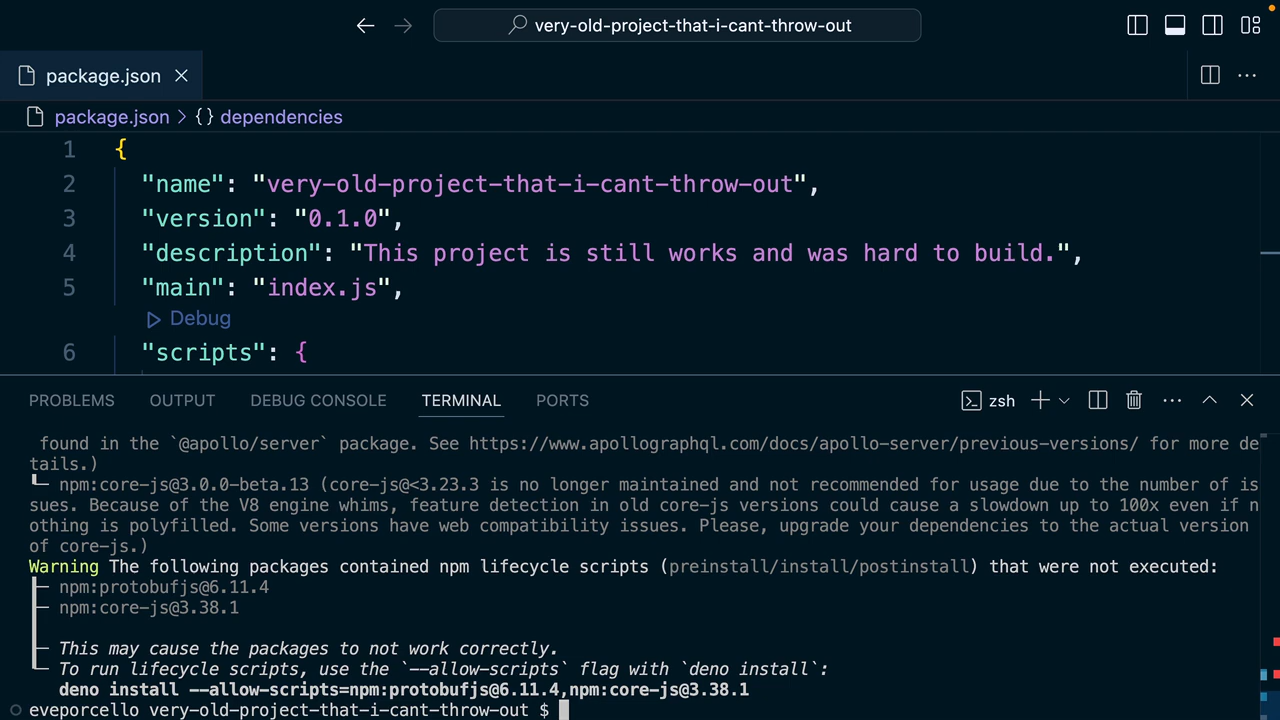 very-old-project-that-i-cant-throw-out
package.json
package.json > {} dependencies
1 {
2 "name": "very-old-project-that-i-cant-throw-out",
3 "version": "0.1.0",
4 "description": "This project is still works and was hard to build.",
5 "main": "index.js",
Debug
6 "scripts": {
PROBLEMS OUTPUT DEBUG CONSOLE TERMINAL PORTS zsh
found in the `@apollo/server` package. See https://www.apollographql.com/docs/apollo-server/previous-versions/ for more de
tails.)
npm:core-js@3.0.0-beta.13 (core-js@<3.23.3 is no longer maintained and not recommended for usage due to the number of is
sues. Because of the V8 engine whims, feature detection in old core-js versions could cause a slowdown up to 100x even if n
othing is polyfilled. Some versions have web compatibility issues. Please, upgrade your dependencies to the actual version
of core-js.)
Warning The following packages contained npm lifecycle scripts (preinstall/install/postinstall) that were not executed:
npm:protobufjs@6.11.4
npm:core-js@3.38.1
This may cause the packages to not work correctly.
To run lifecycle scripts, use the `--allow-scripts` flag with `deno install`:
deno install --allow-scripts=npm:protobufjs@6.11.4,npm:core-js@3.38.1
eveporcello very-old-project-that-i-cant-throw-out $